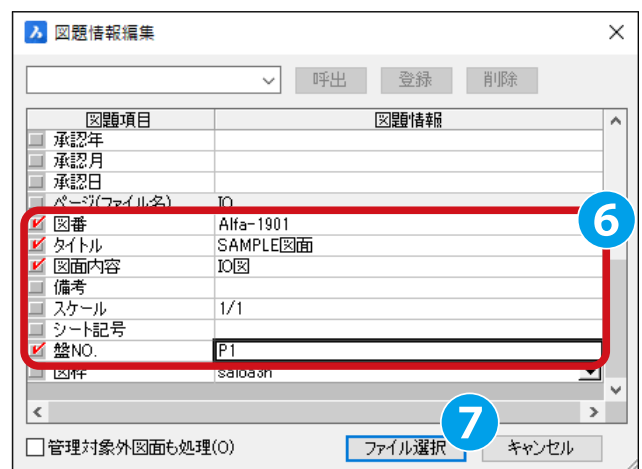 図題情報編集
呼出 登録 削除
図題項目 図題情報
承認年
承認月
承認日
ページ(ファイル名) IO
図番 Alfa-1901
タイトル SAMPLE図面
図面内容 IO図
備考
スケール 1/1
シート記号
盤NO. P1
図枠
6
7
管理対象外図面も処理(O) ファイル選択 キャンセル